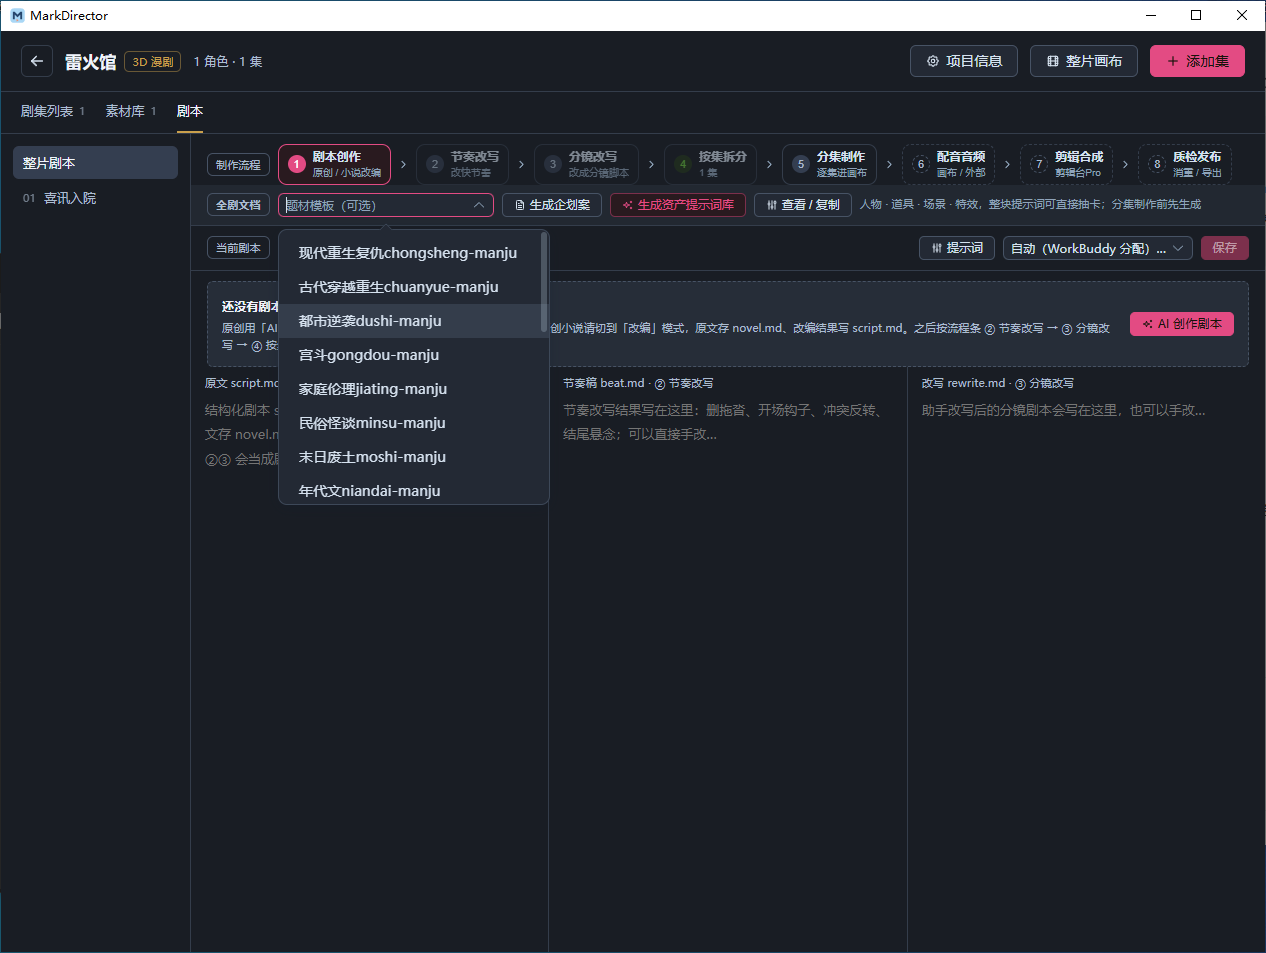 MarkDirector
雷火馆
3D 漫剧
1 角色 · 1 集
项目信息
整片画布
添加集
剧集列表 1
素材库 1
剧本
整片剧本
01 喜讯入院
制作流程
1 剧本创作
原创 / 小说改编
2 节奏改写
改快节奏
3 分镜改写
改成分镜脚本
4 按集拆分
1 集
5 分集制作
逐集进画布
6 配音音频
画布 / 外部
7 剪辑合成
剪辑台Pro
8 质检发布
消重 / 导出
全剧文档
题材模板（可选）
生成企划案
生成资产提示词库
查看 / 复制
人物 · 道具 · 场景 · 特效，整块提示词可直接抽卡；分集制作前先生成
当前剧本
提示词
自动（WorkBuddy 分配）...
保存
现代重生复仇chongsheng-manju
古代穿越重生chuanyue-manju
都市逆袭dushi-manju
宫斗gongdou-manju
家庭伦理jiating-manju
民俗怪谈minsu-manju
末日废土moshi-manju
年代文niandai-manju
还没有剧本
原创用「AI
创小说请切到「改编」模式，原文存 novel.md、改编结果写 script.md。之后按流程条 ② 节奏改写 → ③ 分镜改
写 → ④ 按
AI 创作剧本
原文 script.md
结构化剧本 s
文存 novel.m
②③ 会当成
节奏稿 beat.md · ② 节奏改写
节奏改写结果写在这里：删拖沓、开场钩子、冲突反转、
结尾悬念；可以直接手改...
改写 rewrite.md · ③ 分镜改写
助手改写后的分镜剧本会写在这里，也可以手改...